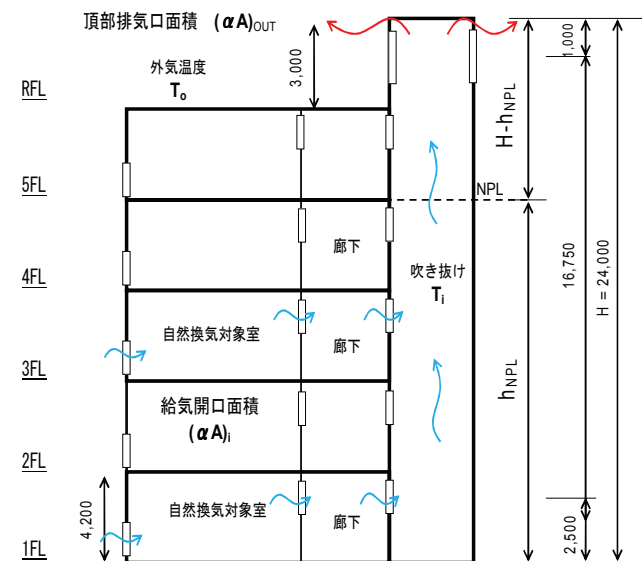 頂部排気口面積 (αA)OUT
外気温度
To
3,000
1,000
RFL
H-hNPL
5FL
NPL
廊下
4FL
吹き抜け
Ti
16,750
H = 24,000
自然換気対象室
廊下
3FL
hNPL
給気開口面積
(αA)i
2FL
4,200
自然換気対象室
廊下
2,500
1FL